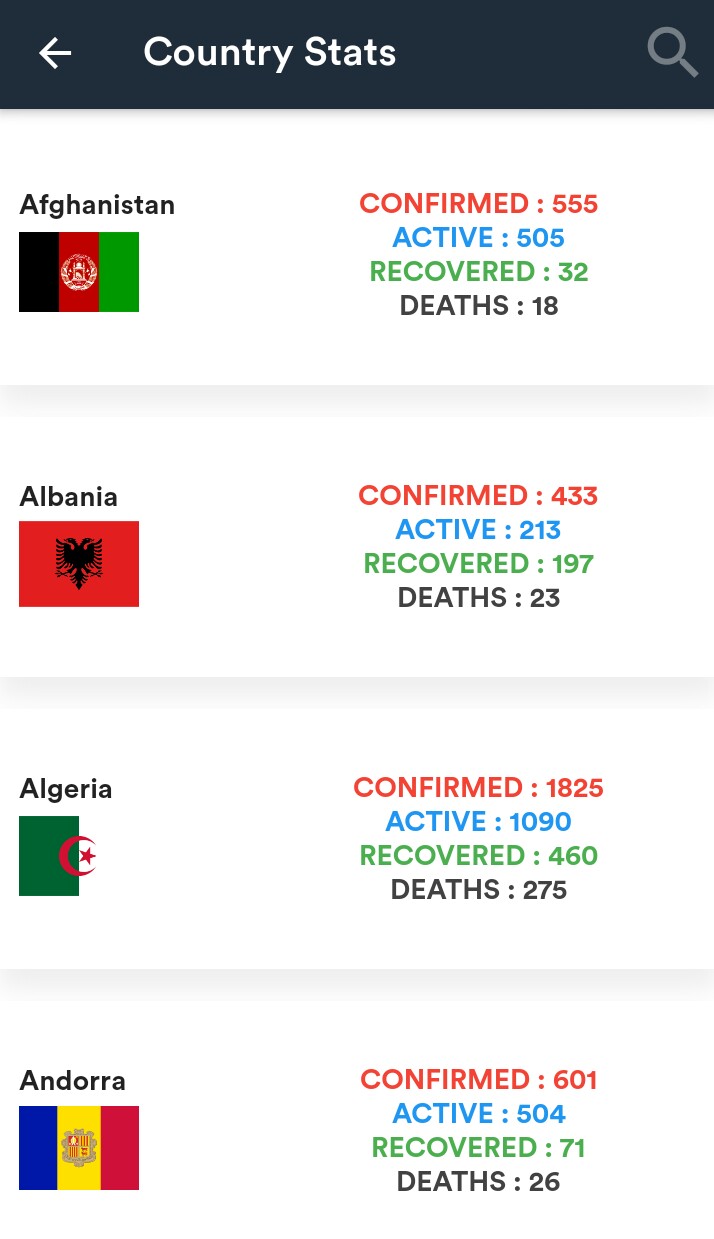 Country Stats
Afghanistan
CONFIRMED : 555
ACTIVE : 505
RECOVERED : 32
DEATHS : 18
Albania
CONFIRMED : 433
ACTIVE : 213
RECOVERED : 197
DEATHS : 23
Algeria
CONFIRMED : 1825
ACTIVE : 1090
RECOVERED : 460
DEATHS : 275
Andorra
CONFIRMED : 601
ACTIVE : 504
RECOVERED : 71
DEATHS : 26